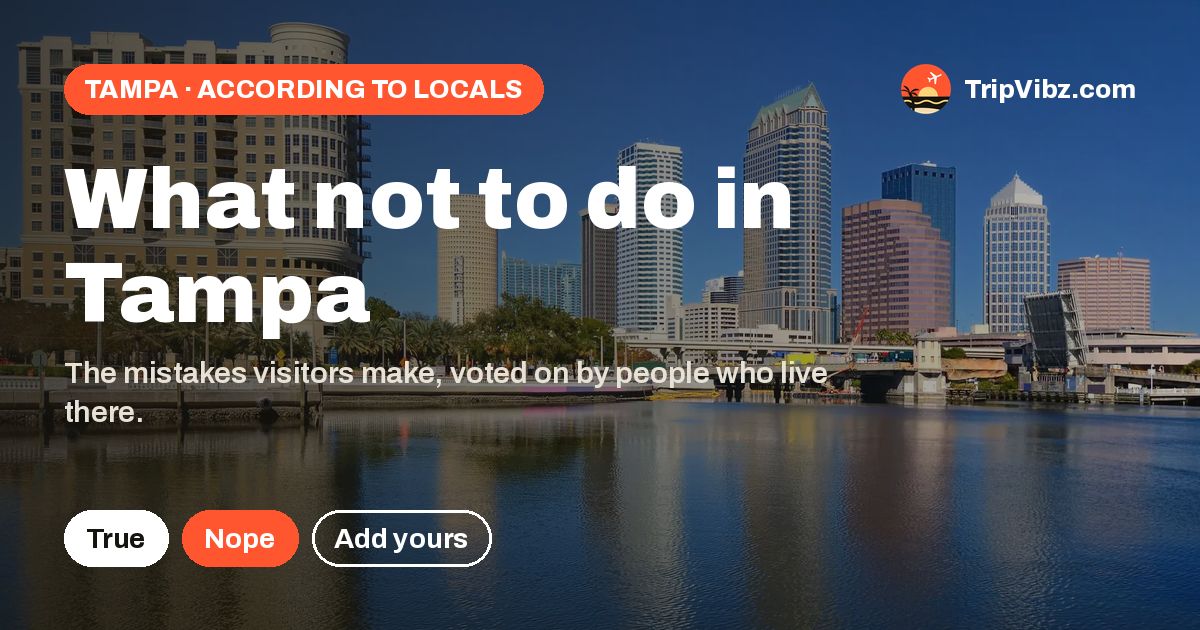 TAMPA · ACCORDING TO LOCALS
TripVibz.com
What not to do in
Tampa
The mistakes visitors make, voted on by people who live
there.
True
Nope
Add yours